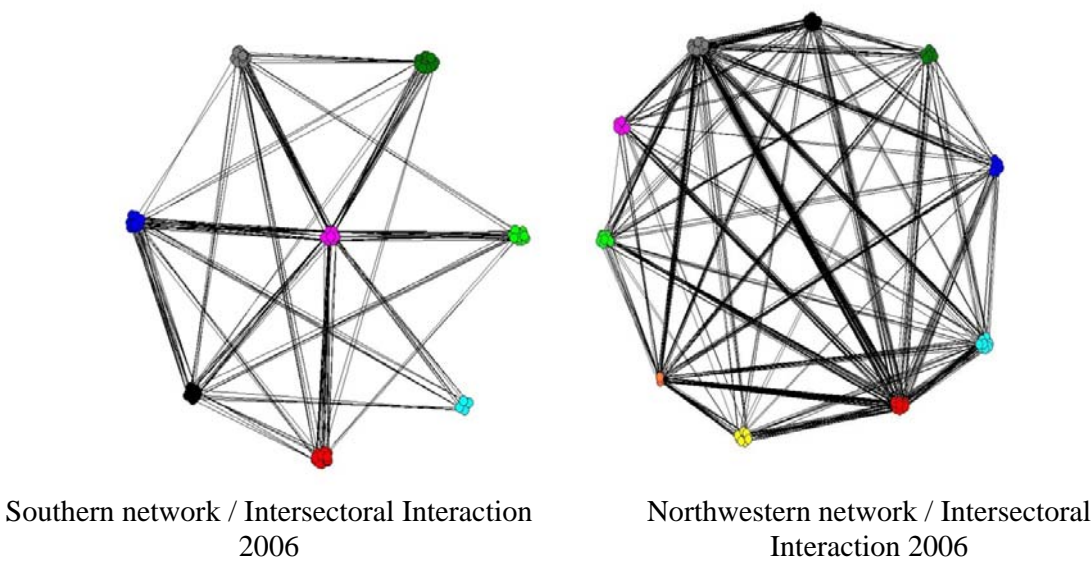 Southern network / Intersectoral Interaction
2006
Northwestern network / Intersectoral
Interaction 2006